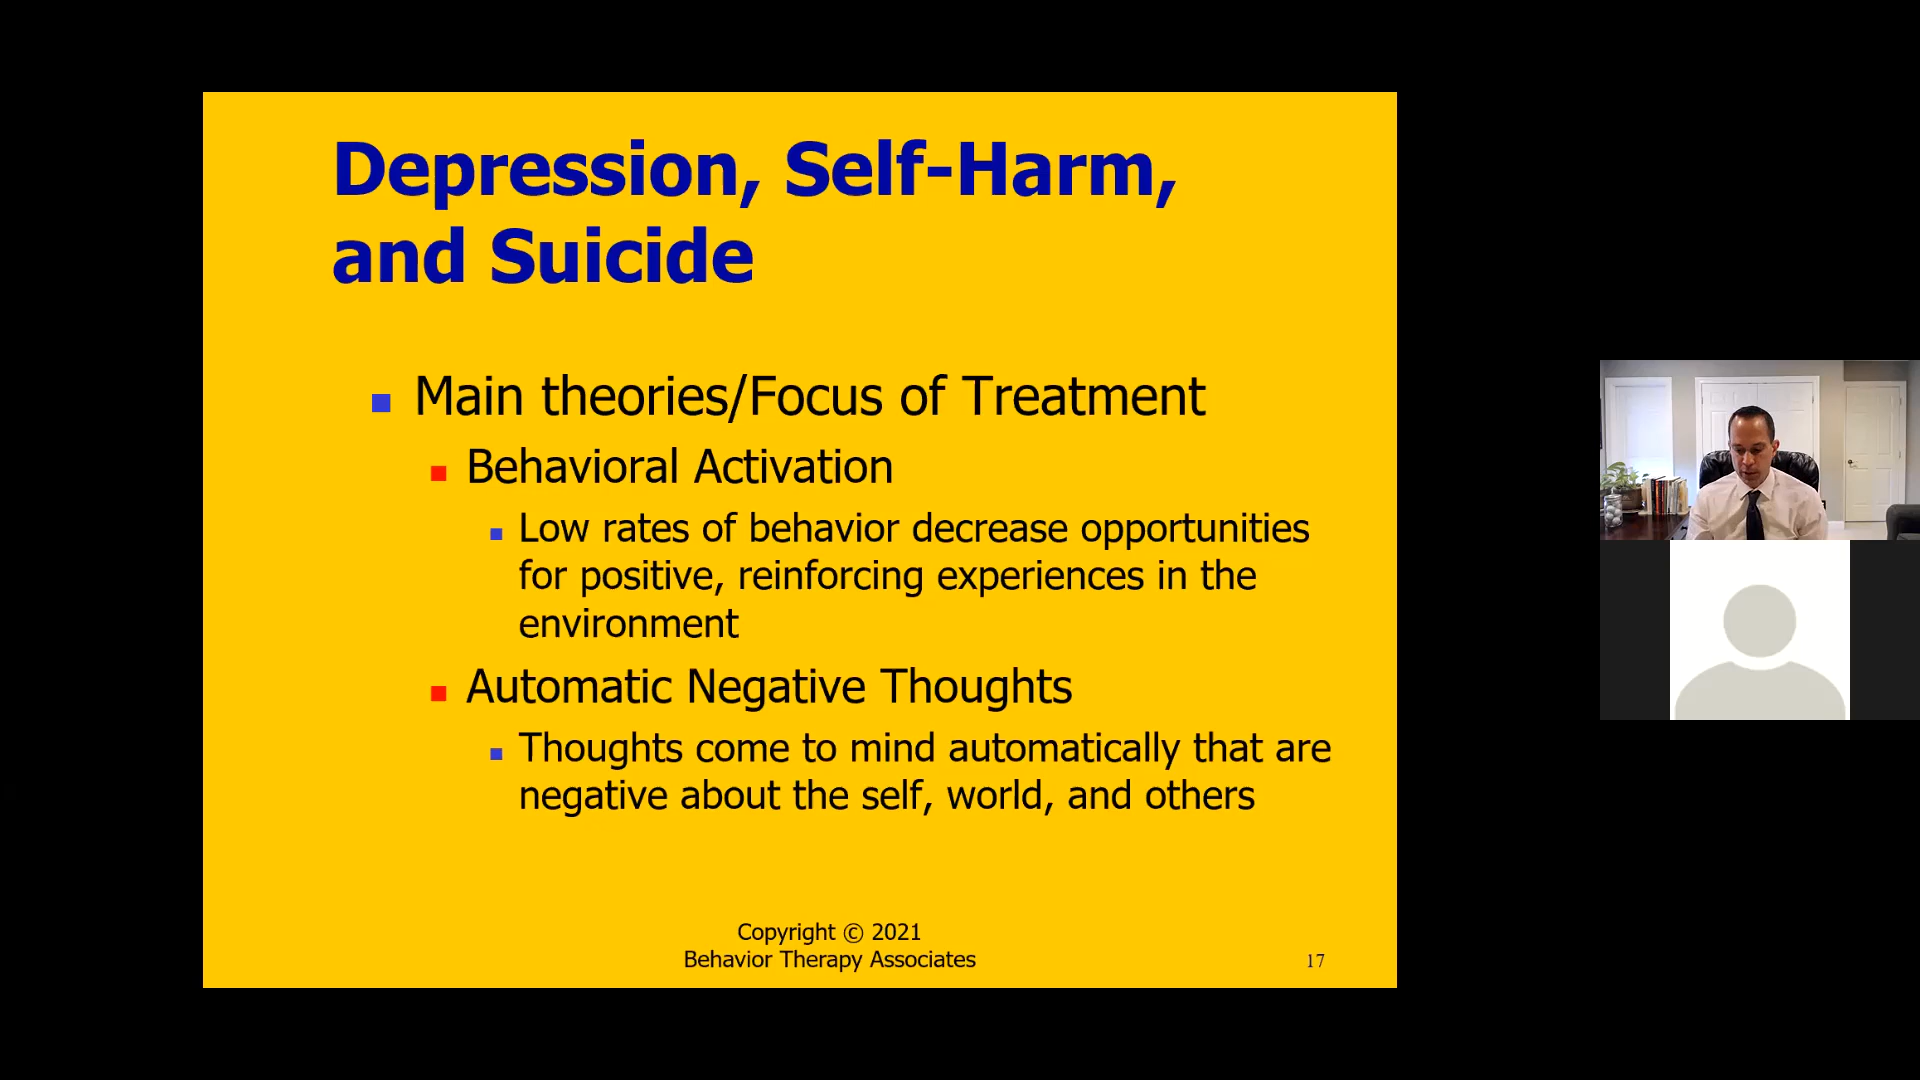 Depression, Self-Harm,
and Suicide
Main theories/Focus of Treatment
Behavioral Activation
Low rates of behavior decrease opportunities
for positive, reinforcing experiences in the
environment
Automatic Negative Thoughts
Thoughts come to mind automatically that are
negative about the self, world, and others
Copyright © 2021
Behavior Therapy Associates
17